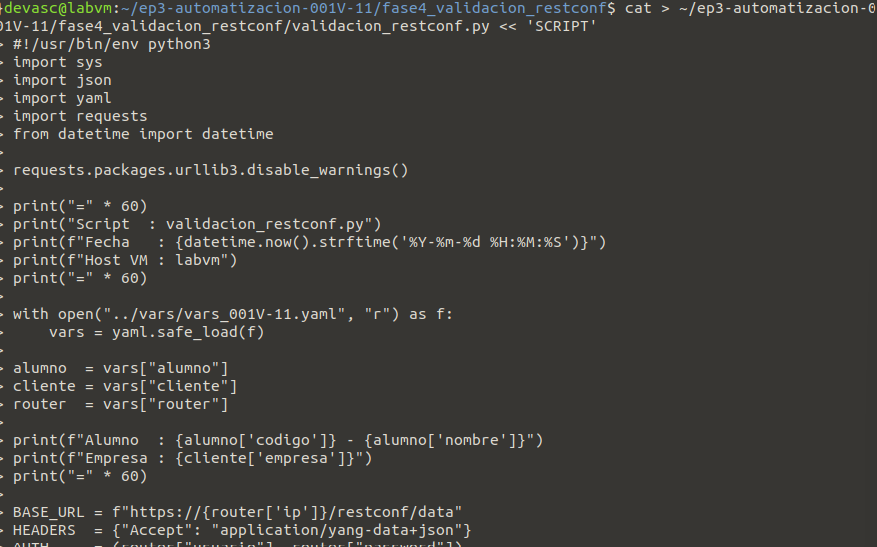 devasc@labvm:~/ep3-automatizacion-001V-11/fase4_validacion_restconf$ cat > ~/ep3-automatizacion-0
01V-11/fase4_validacion_restconf/validacion_restconf.py << 'SCRIPT'
> #!/usr/bin/env python3
> import sys
> import json
> import yaml
> import requests
> from datetime import datetime
>
> requests.packages.urllib3.disable_warnings()
>
> print("=" * 60)
> print("Script  : validacion_restconf.py")
> print(f"Fecha   : {datetime.now().strftime('%Y-%m-%d %H:%M:%S')}")
> print(f"Host VM : labvm")
> print("=" * 60)
>
> with open("../vars/vars_001V-11.yaml", "r") as f:
>     vars = yaml.safe_load(f)
>
> alumno  = vars["alumno"]
> cliente = vars["cliente"]
> router  = vars["router"]
>
> print(f"Alumno  : {alumno['codigo']} - {alumno['nombre']}")
> print(f"Empresa : {cliente['empresa']}")
> print("=" * 60)
>
> BASE_URL = f"https://{router['ip']}/restconf/data"
> HEADERS  = {"Accept": "application/yang-data+json"}
> AUTH     = (router["usuario"], router["password"])